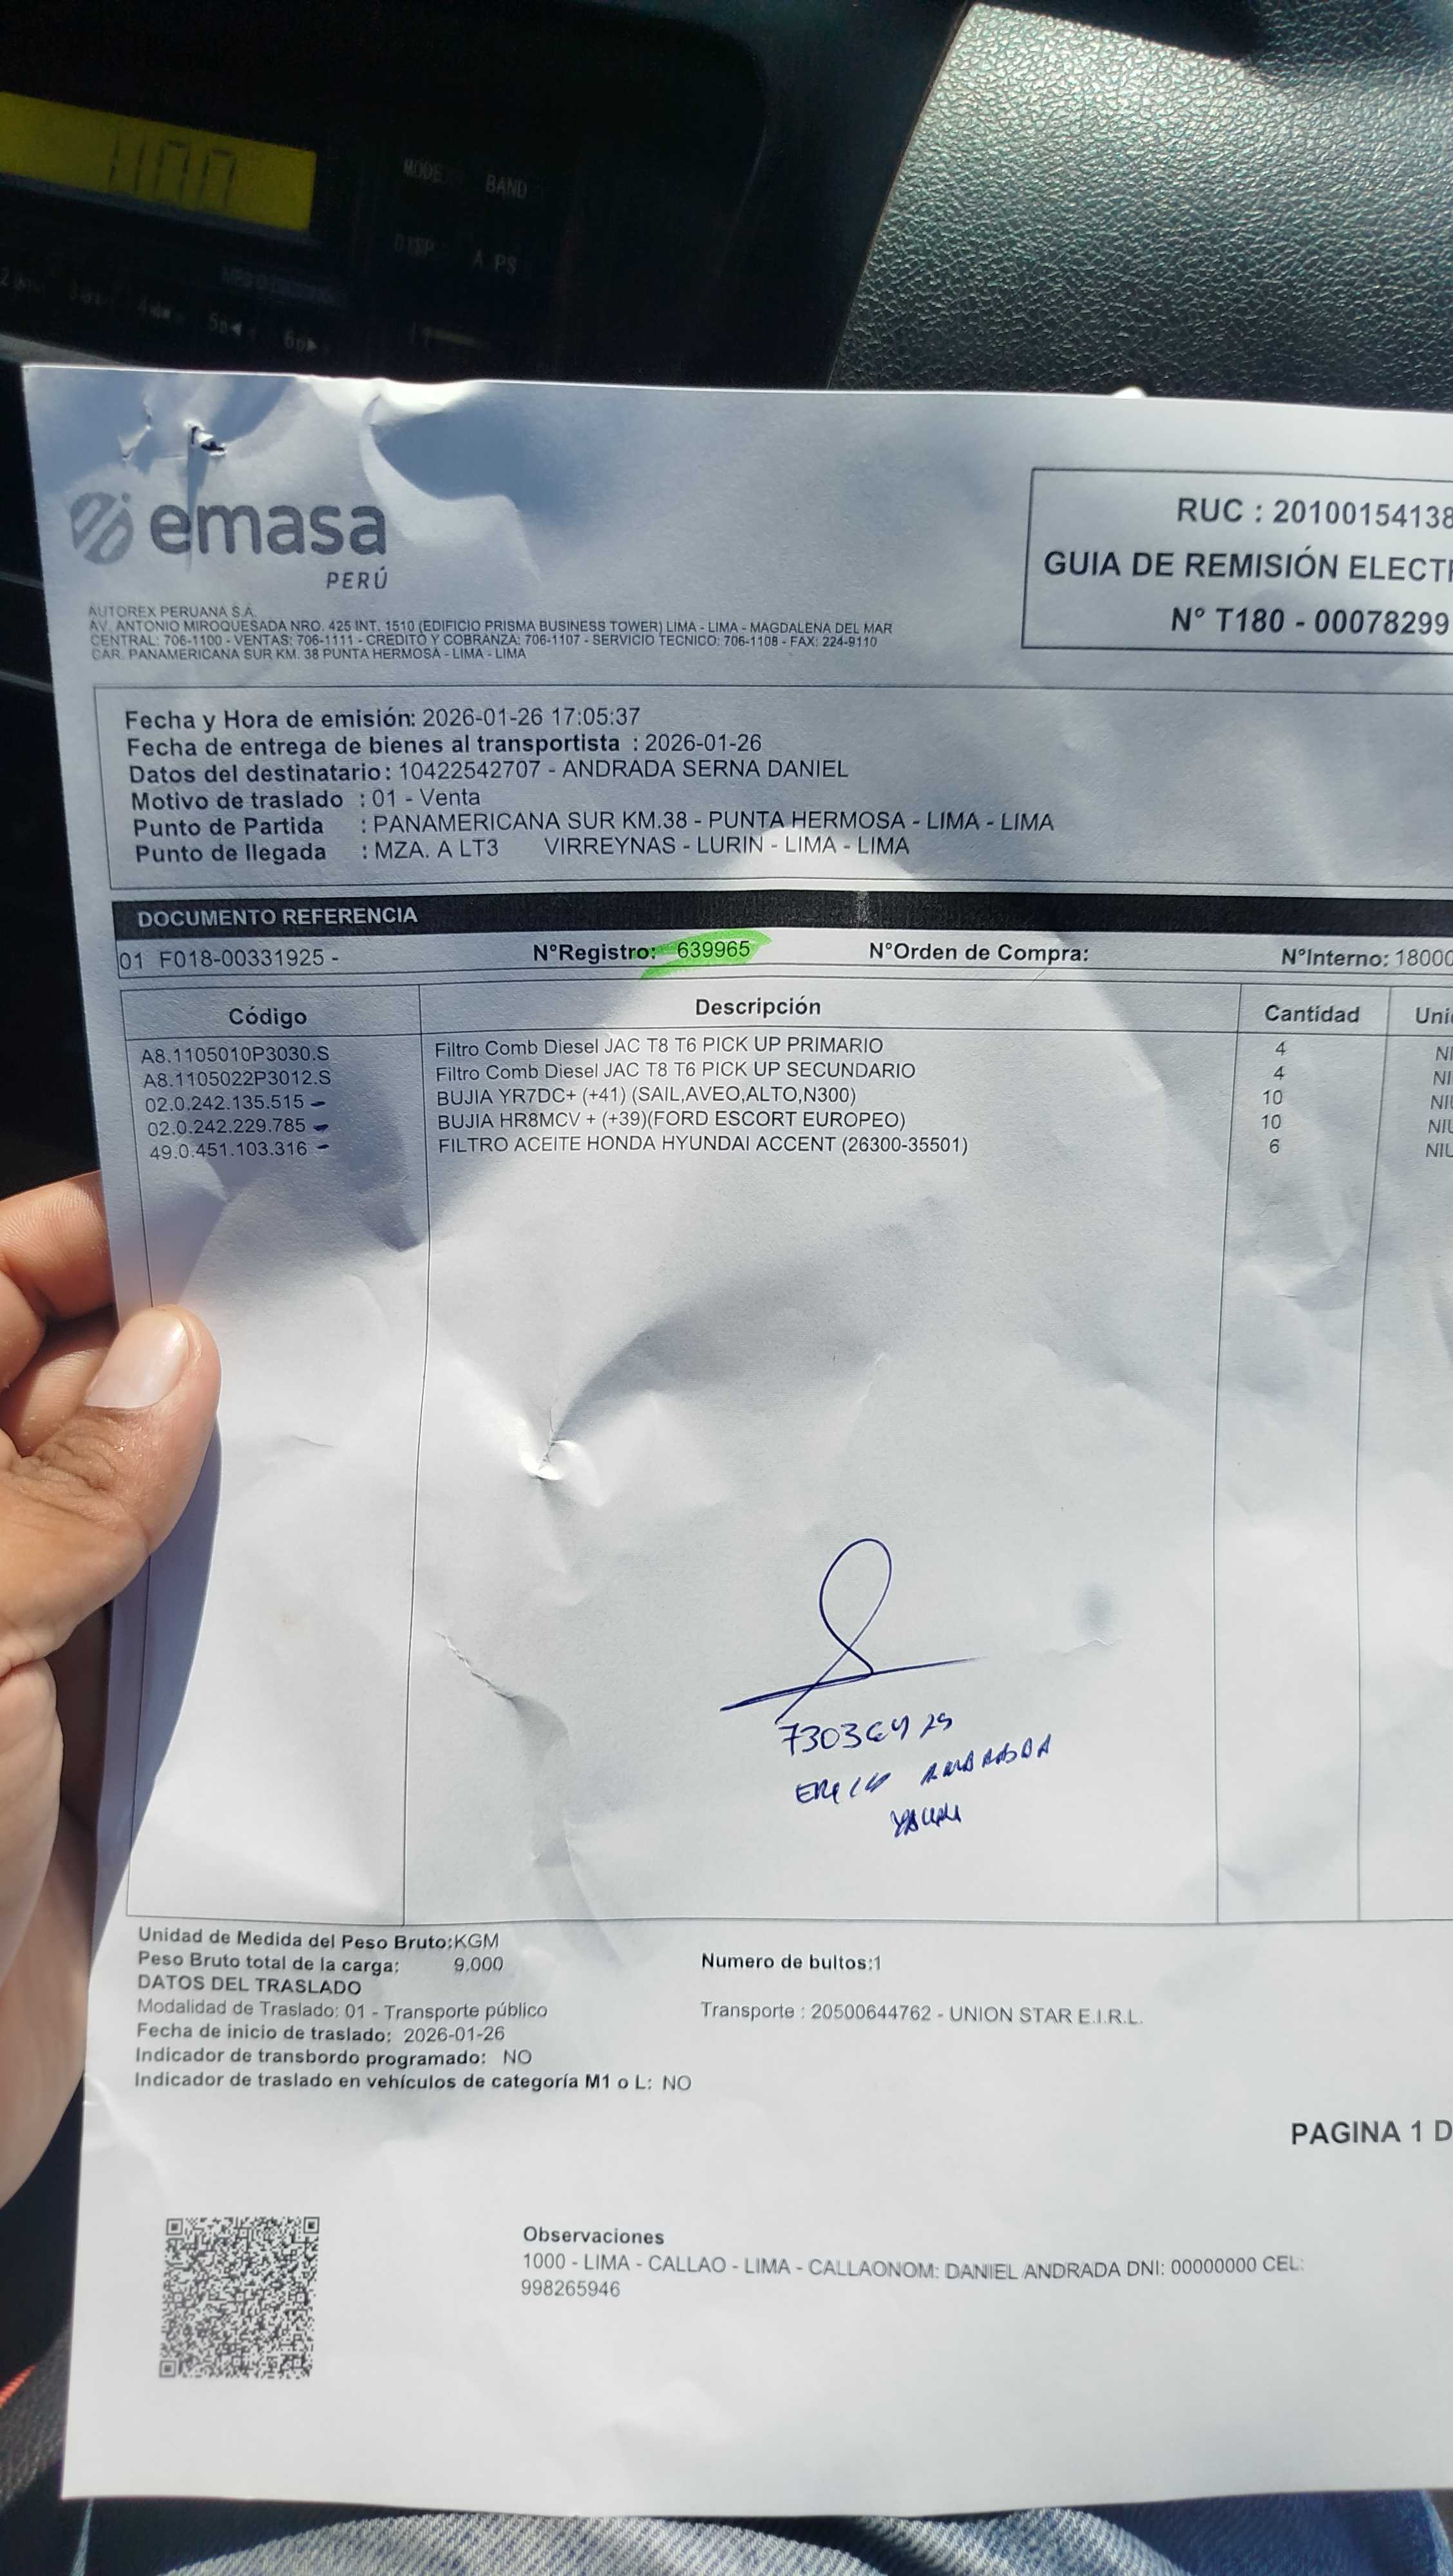 MODE BAND
DISP A.PS
emasa
PERÚ
AUTOREX PERUANA S.A.
AV. ANTONIO MIROQUESADA NRO. 425 INT. 1510 (EDIFICIO PRISMA BUSINESS TOWER) LIMA - LIMA - MAGDALENA DEL MAR
CENTRAL: 706-1100 - VENTAS: 706-1111 - CREDITO Y COBRANZA: 706-1107 - SERVICIO TECNICO: 706-1108 - FAX: 224-9110
CAR. PANAMERICANA SUR KM. 38 PUNTA HERMOSA - LIMA - LIMA
RUC : 20100154138
GUIA DE REMISIÓN ELECTR
N° T180 - 00078299
Fecha y Hora de emisión: 2026-01-26 17:05:37
Fecha de entrega de bienes al transportista : 2026-01-26
Datos del destinatario : 10422542707 - ANDRADA SERNA DANIEL
Motivo de traslado : 01 - Venta
Punto de Partida : PANAMERICANA SUR KM.38 - PUNTA HERMOSA - LIMA - LIMA
Punto de llegada : MZA. A LT3 VIRREYNAS - LURIN - LIMA - LIMA
DOCUMENTO REFERENCIA
01 F018-00331925 - N°Registro: 639965 N°Orden de Compra: N°Interno: 18000
Código Descripción Cantidad Uni
A8.1105010P3030.S Filtro Comb Diesel JAC T8 T6 PICK UP PRIMARIO 4 NI
A8.1105022P3012.S Filtro Comb Diesel JAC T8 T6 PICK UP SECUNDARIO 4 NI
02.0.242.135.515 BUJIA YR7DC+ (+41) (SAIL,AVEO,ALTO,N300) 10 NIU
02.0.242.229.785 BUJIA HR8MCV + (+39)(FORD ESCORT EUROPEO) 10 NIU
49.0.451.103.316 FILTRO ACEITE HONDA HYUNDAI ACCENT (26300-35501) 6 NIU
Unidad de Medida del Peso Bruto:KGM
Peso Bruto total de la carga: 9.000 Numero de bultos:1
DATOS DEL TRASLADO
Modalidad de Traslado: 01 - Transporte público Transporte : 20500644762 - UNION STAR E.I.R.L.
Fecha de inicio de traslado: 2026-01-26
Indicador de transbordo programado: NO
Indicador de traslado en vehículos de categoría M1 o L: NO
PAGINA 1 D
Observaciones
1000 - LIMA - CALLAO - LIMA - CALLAONOM: DANIEL ANDRADA DNI: 00000000 CEL:
998265946